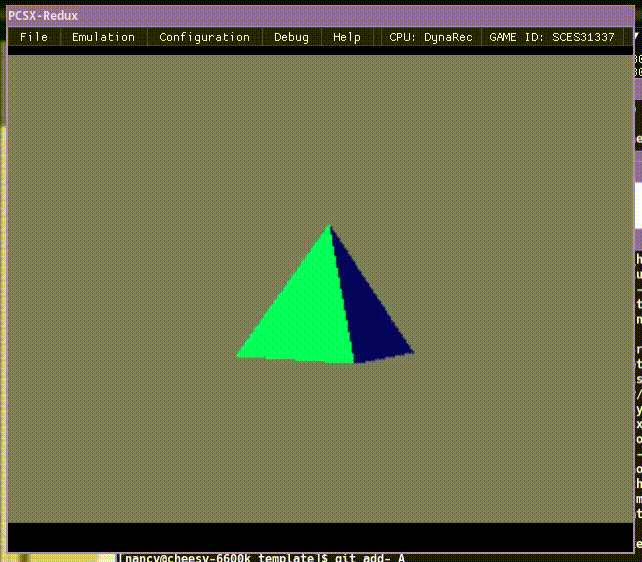 PCSX-Redux
File Emulation Configuration Debug Help CPU: DynaRec GAME ID: SCES31337
[nancy@cheesy-6600k template]$ git add- A